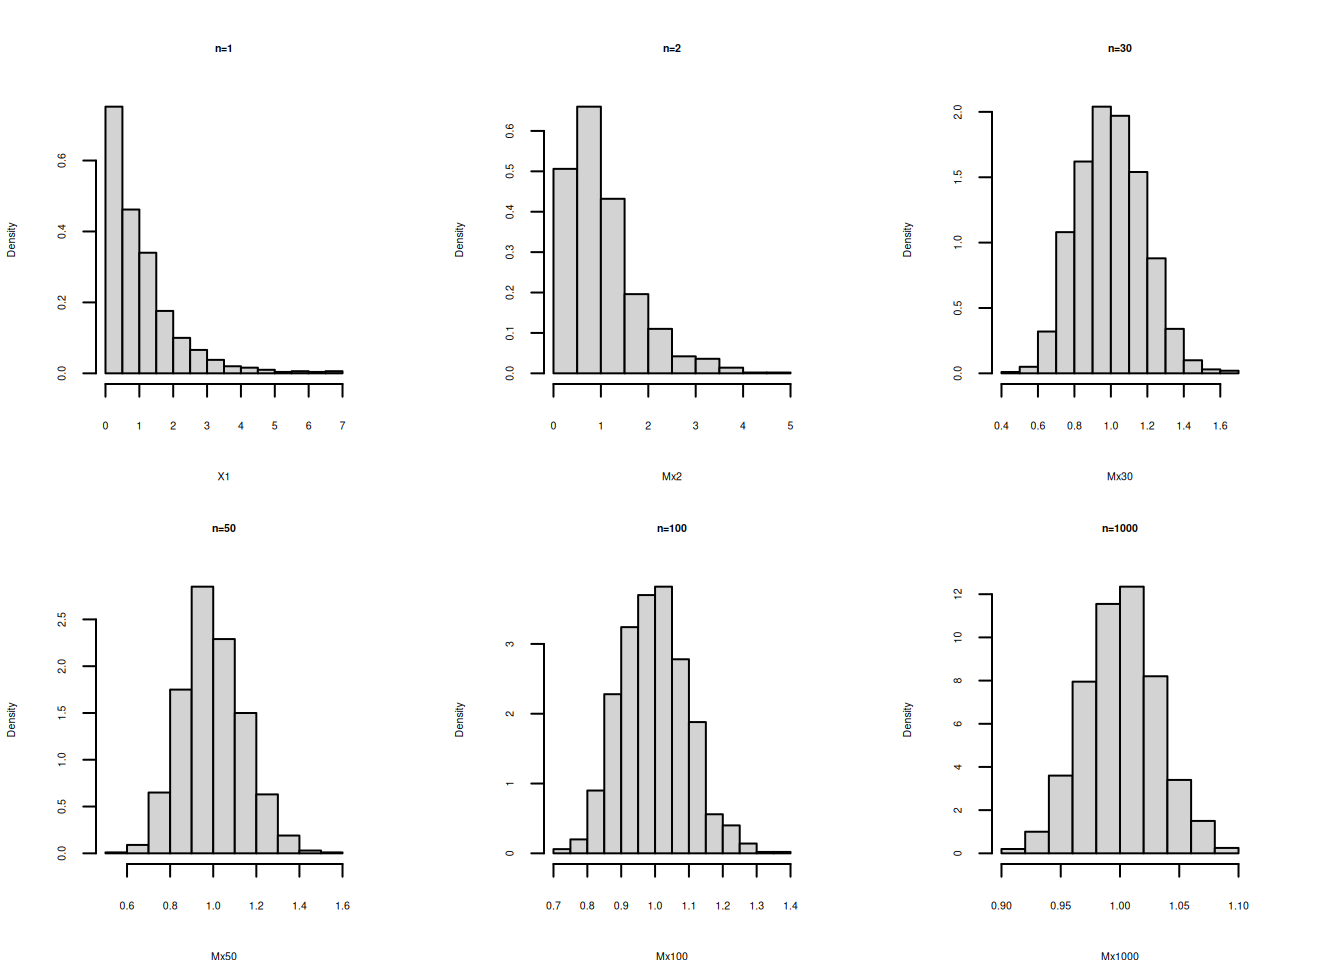 n=1
Density
0.0 0.2 0.4 0.6
0 1 2 3 4 5 6 7
X1
n=2
Density
0.0 0.1 0.2 0.3 0.4 0.5 0.6
0 1 2 3 4 5
Mx2
n=30
Density
0.0 0.5 1.0 1.5 2.0
0.4 0.6 0.8 1.0 1.2 1.4 1.6
Mx30
n=50
Density
0.0 0.5 1.0 1.5 2.0 2.5
0.6 0.8 1.0 1.2 1.4 1.6
Mx50
n=100
Density
0 1 2 3
0.7 0.8 0.9 1.0 1.1 1.2 1.3 1.4
Mx100
n=1000
Density
0 2 4 6 8 10 12
0.90 0.95 1.00 1.05 1.10
Mx1000